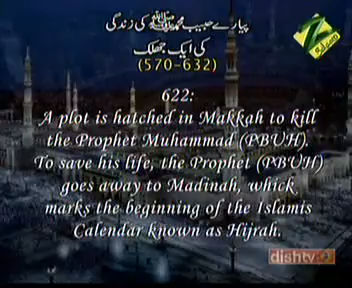 پیارے حبیب محمد ﷺ کی زندگی
کی ایک جھلک
(570-632)
622:
A plot is hatched in Makkah to kill
the Prophet Muhammad (PBUH).
To save his life, the Prophet (PBUH)
goes away to Madinah, whick
marks the beginning of the Islamis
Calendar known as Hijrah.
dishtv